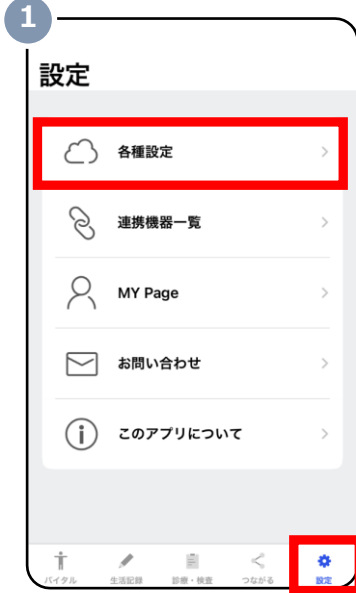 1
設定
各種設定
連携機器一覧
MY Page
お問い合わせ
このアプリについて
バイタル 生活記録 診療・検査 つながる 設定